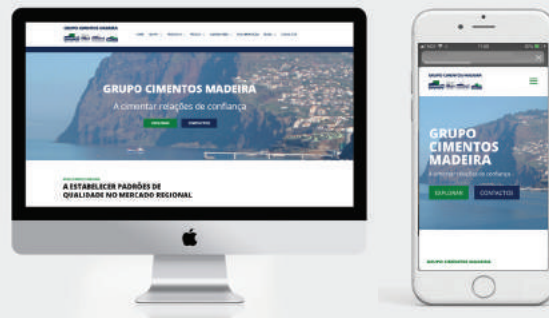 GRUPO CIMENTOS MADEIRA
GRUPO CIMENTOS MADEIRA
A cimentar relações de confiança
EXPLORAR CONTACTOS
A ESTABELECER PADRÕES DE
QUALIDADE NO MERCADO REGIONAL
GRUPO CIMENTOS MADEIRA
GRUPO
CIMENTOS
MADEIRA
A cimentar relações de confiança
EXPLORAR CONTACTOS
GRUPO CIMENTOS MADEIRA